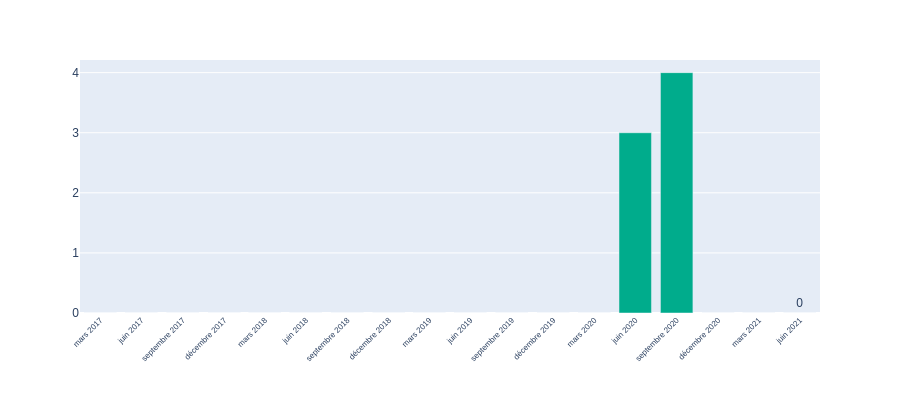 4
3
2
1
0
0
mars 2017
juin 2017
septembre 2017
décembre 2017
mars 2018
juin 2018
septembre 2018
décembre 2018
mars 2019
juin 2019
septembre 2019
décembre 2019
mars 2020
juin 2020
septembre 2020
décembre 2020
mars 2021
juin 2021